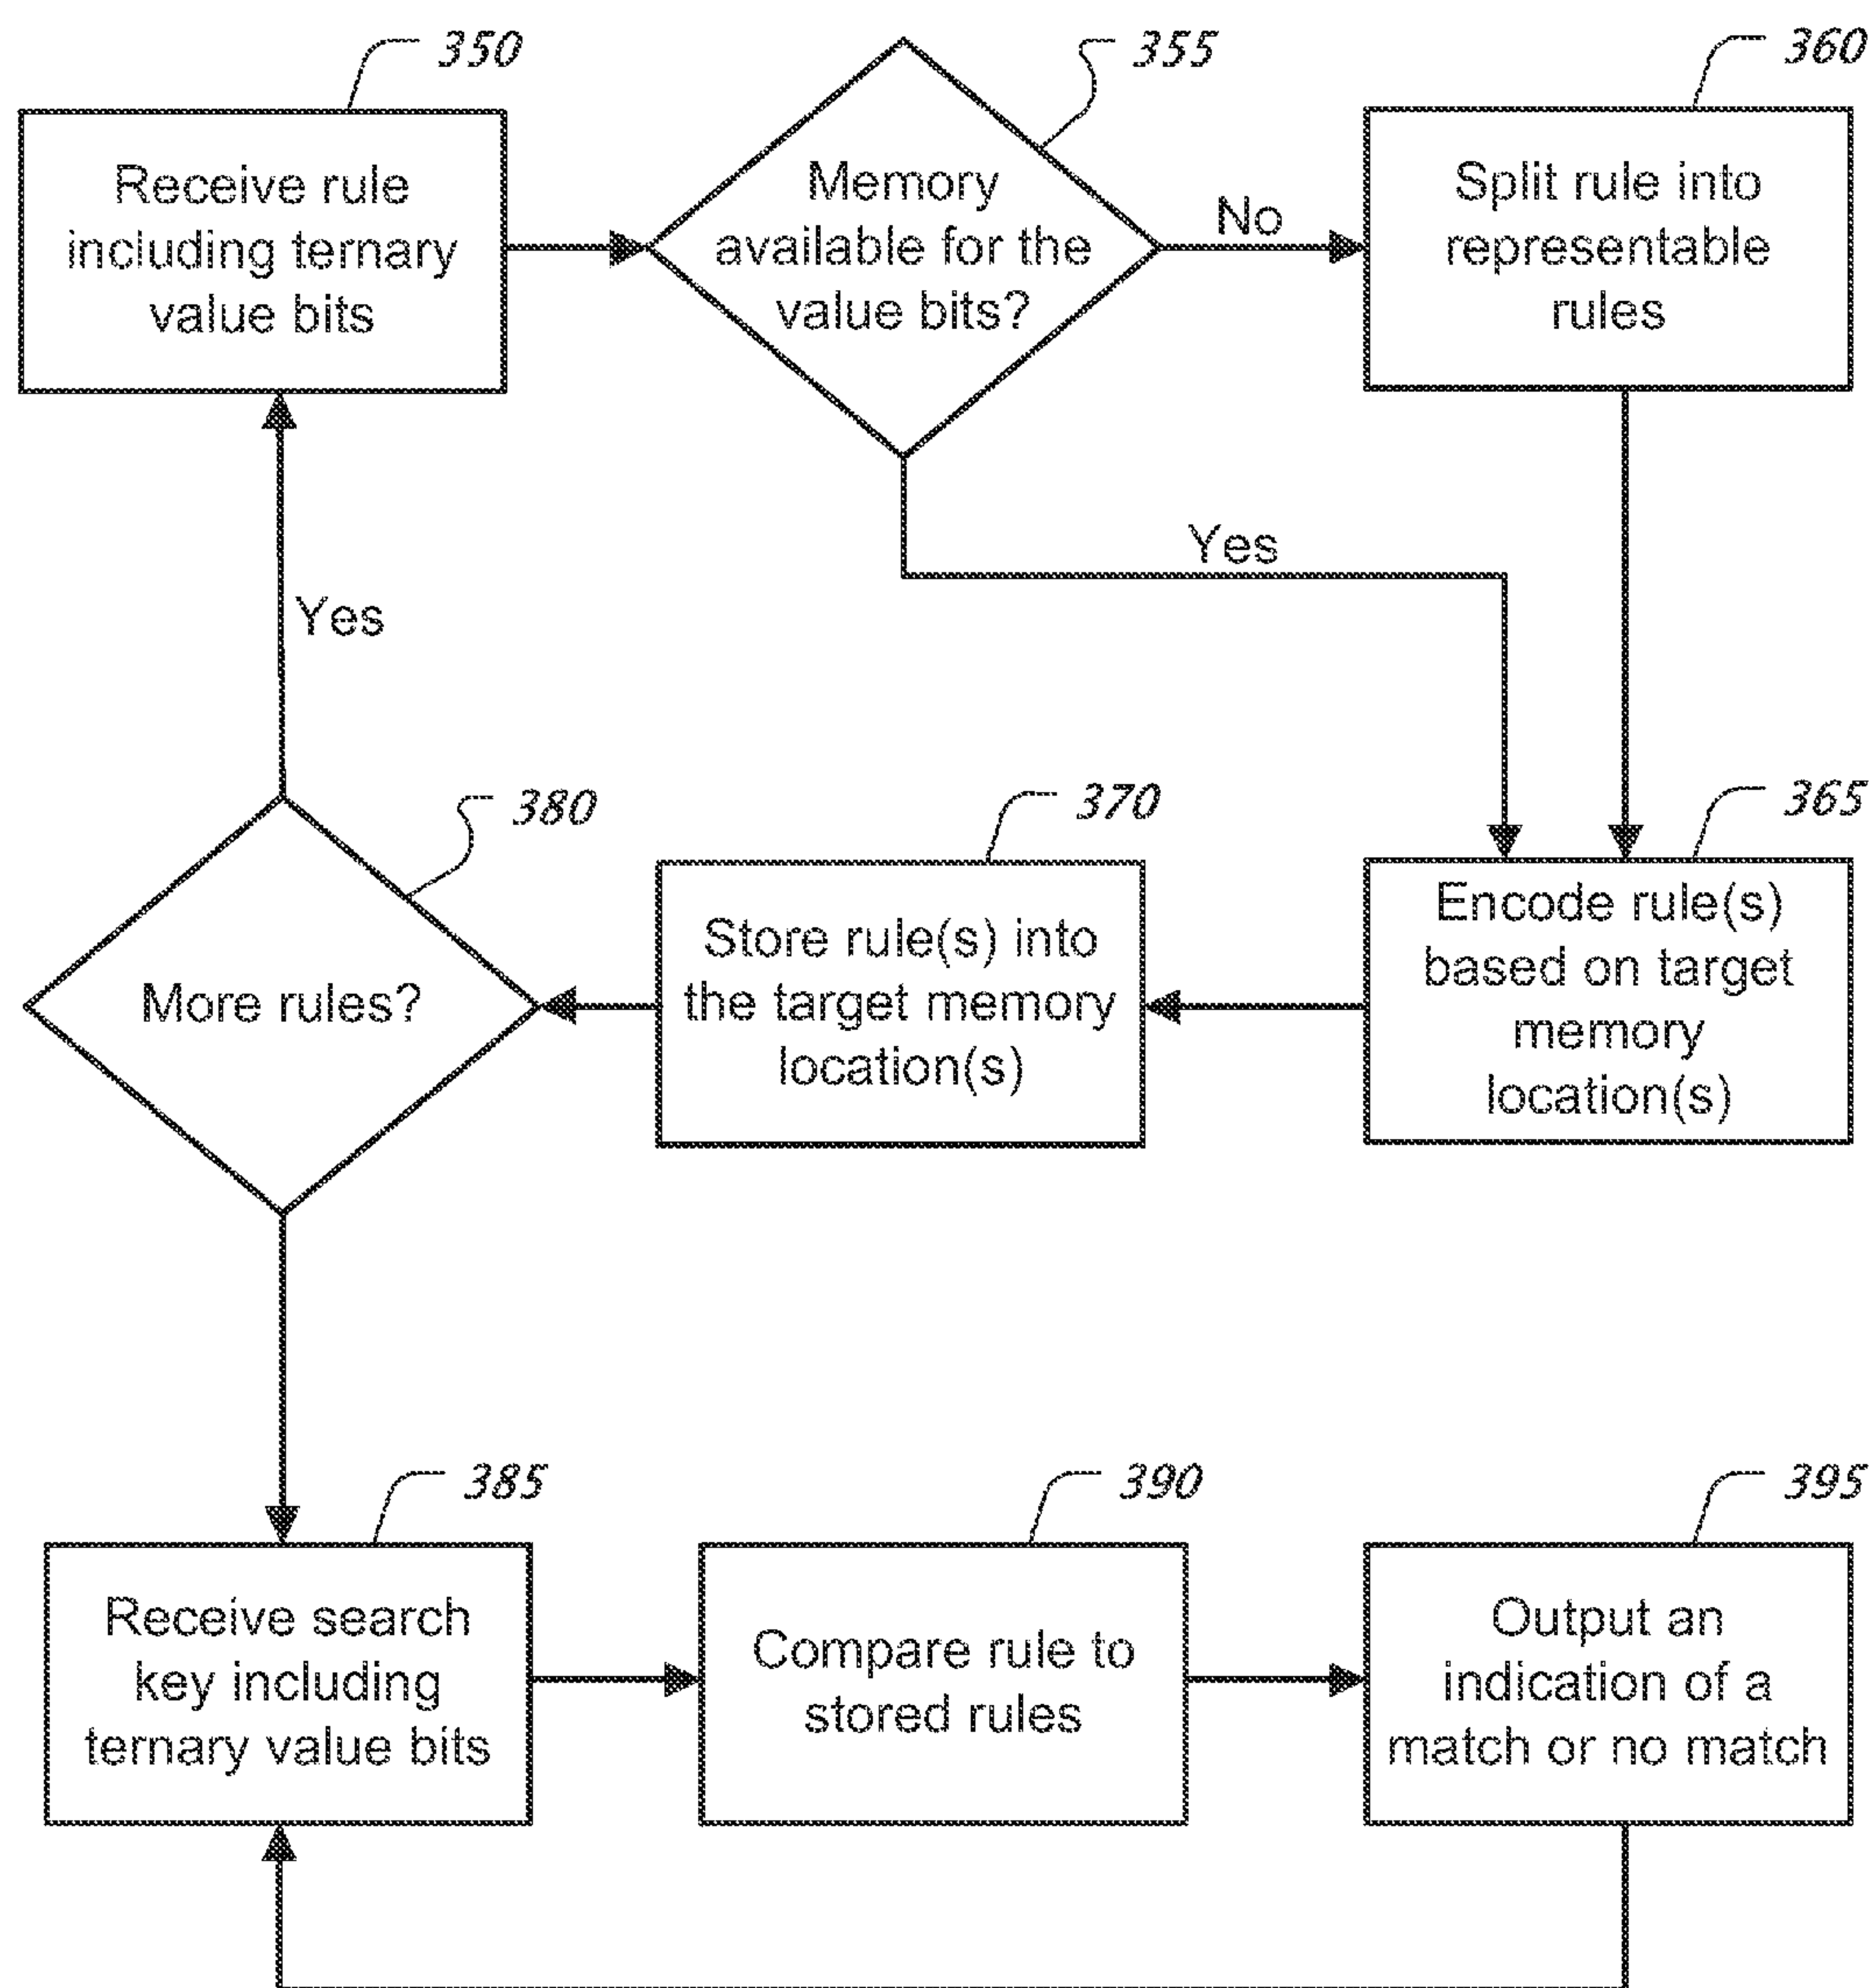 350
Receive rule
including ternary
value bits
355
Memory
available for the
value bits?
No
360
Split rule into
representable
rules
Yes
Yes
380
More rules?
370
Store rule(s) into
the target memory
location(s)
365
Encode rule(s)
based on target
memory
location(s)
385
Receive search
key including
ternary value bits
390
Compare rule to
stored rules
395
Output an
indication of a
match or no match